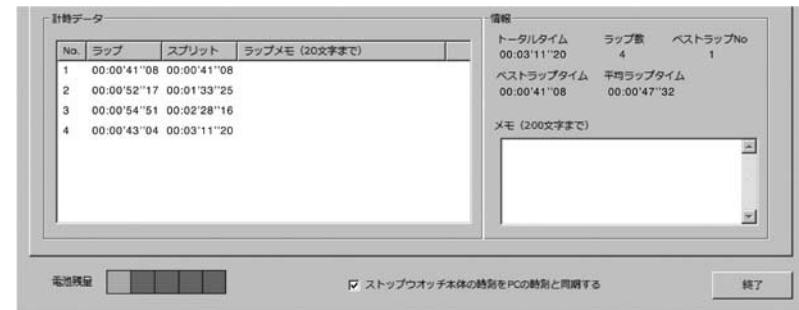 計時データ
No. ラップ スプリット ラップメモ (20文字まで)
1 00:00'41"08 00:00'41"08
2 00:00'52"17 00:01'33"25
3 00:00'54"51 00:02'28"16
4 00:00'43"04 00:03'11"20
情報
トータルタイム ラップ数 ベストラップNo
00:03'11"20 4 1
ベストラップタイム 平均ラップタイム
00:00'41"08 00:00'47"32
メモ (200文字まで)
電池残量
ストップウオッチ本体の時刻をPCの時刻と同期する
終了